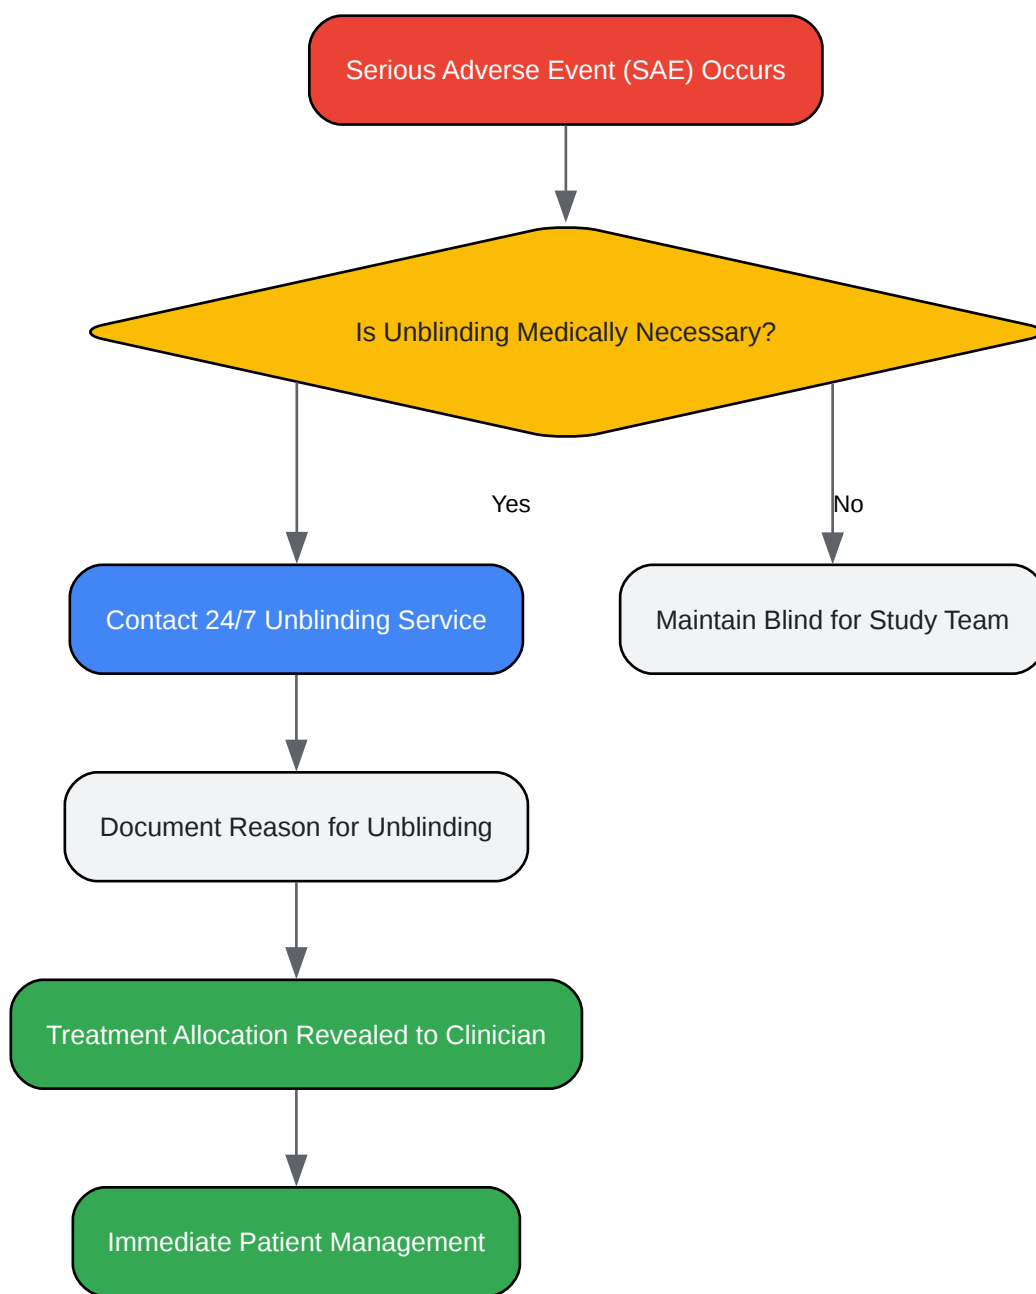 Serious Adverse Event (SAE) Occurs
Is Unblinding Medically Necessary?
Yes
No
Contact 24/7 Unblinding Service
Maintain Blind for Study Team
Document Reason for Unblinding
Treatment Allocation Revealed to Clinician
Immediate Patient Management